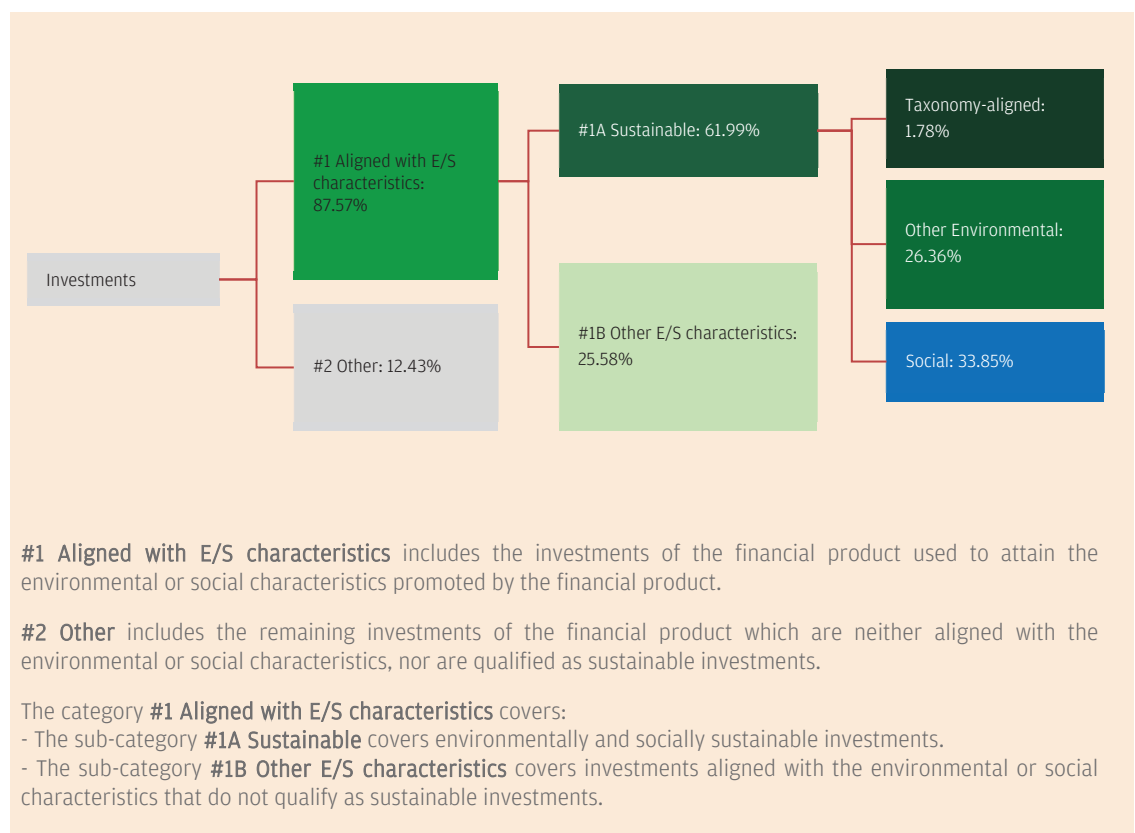 Investments
#1 Aligned with E/S
characteristics:
87.57%
#2 Other: 12.43%
#1A Sustainable: 61.99%
#1B Other E/S characteristics:
25.58%
Taxonomy-aligned:
1.78%
Other Environmental:
26.36%
Social: 33.85%
#1 Aligned with E/S characteristics includes the investments of the financial product used to attain the
environmental or social characteristics promoted by the financial product.
#2 Other includes the remaining investments of the financial product which are neither aligned with the
environmental or social characteristics, nor are qualified as sustainable investments.
The category #1 Aligned with E/S characteristics covers:
- The sub-category #1A Sustainable covers environmentally and socially sustainable investments.
- The sub-category #1B Other E/S characteristics covers investments aligned with the environmental or social
characteristics that do not qualify as sustainable investments.